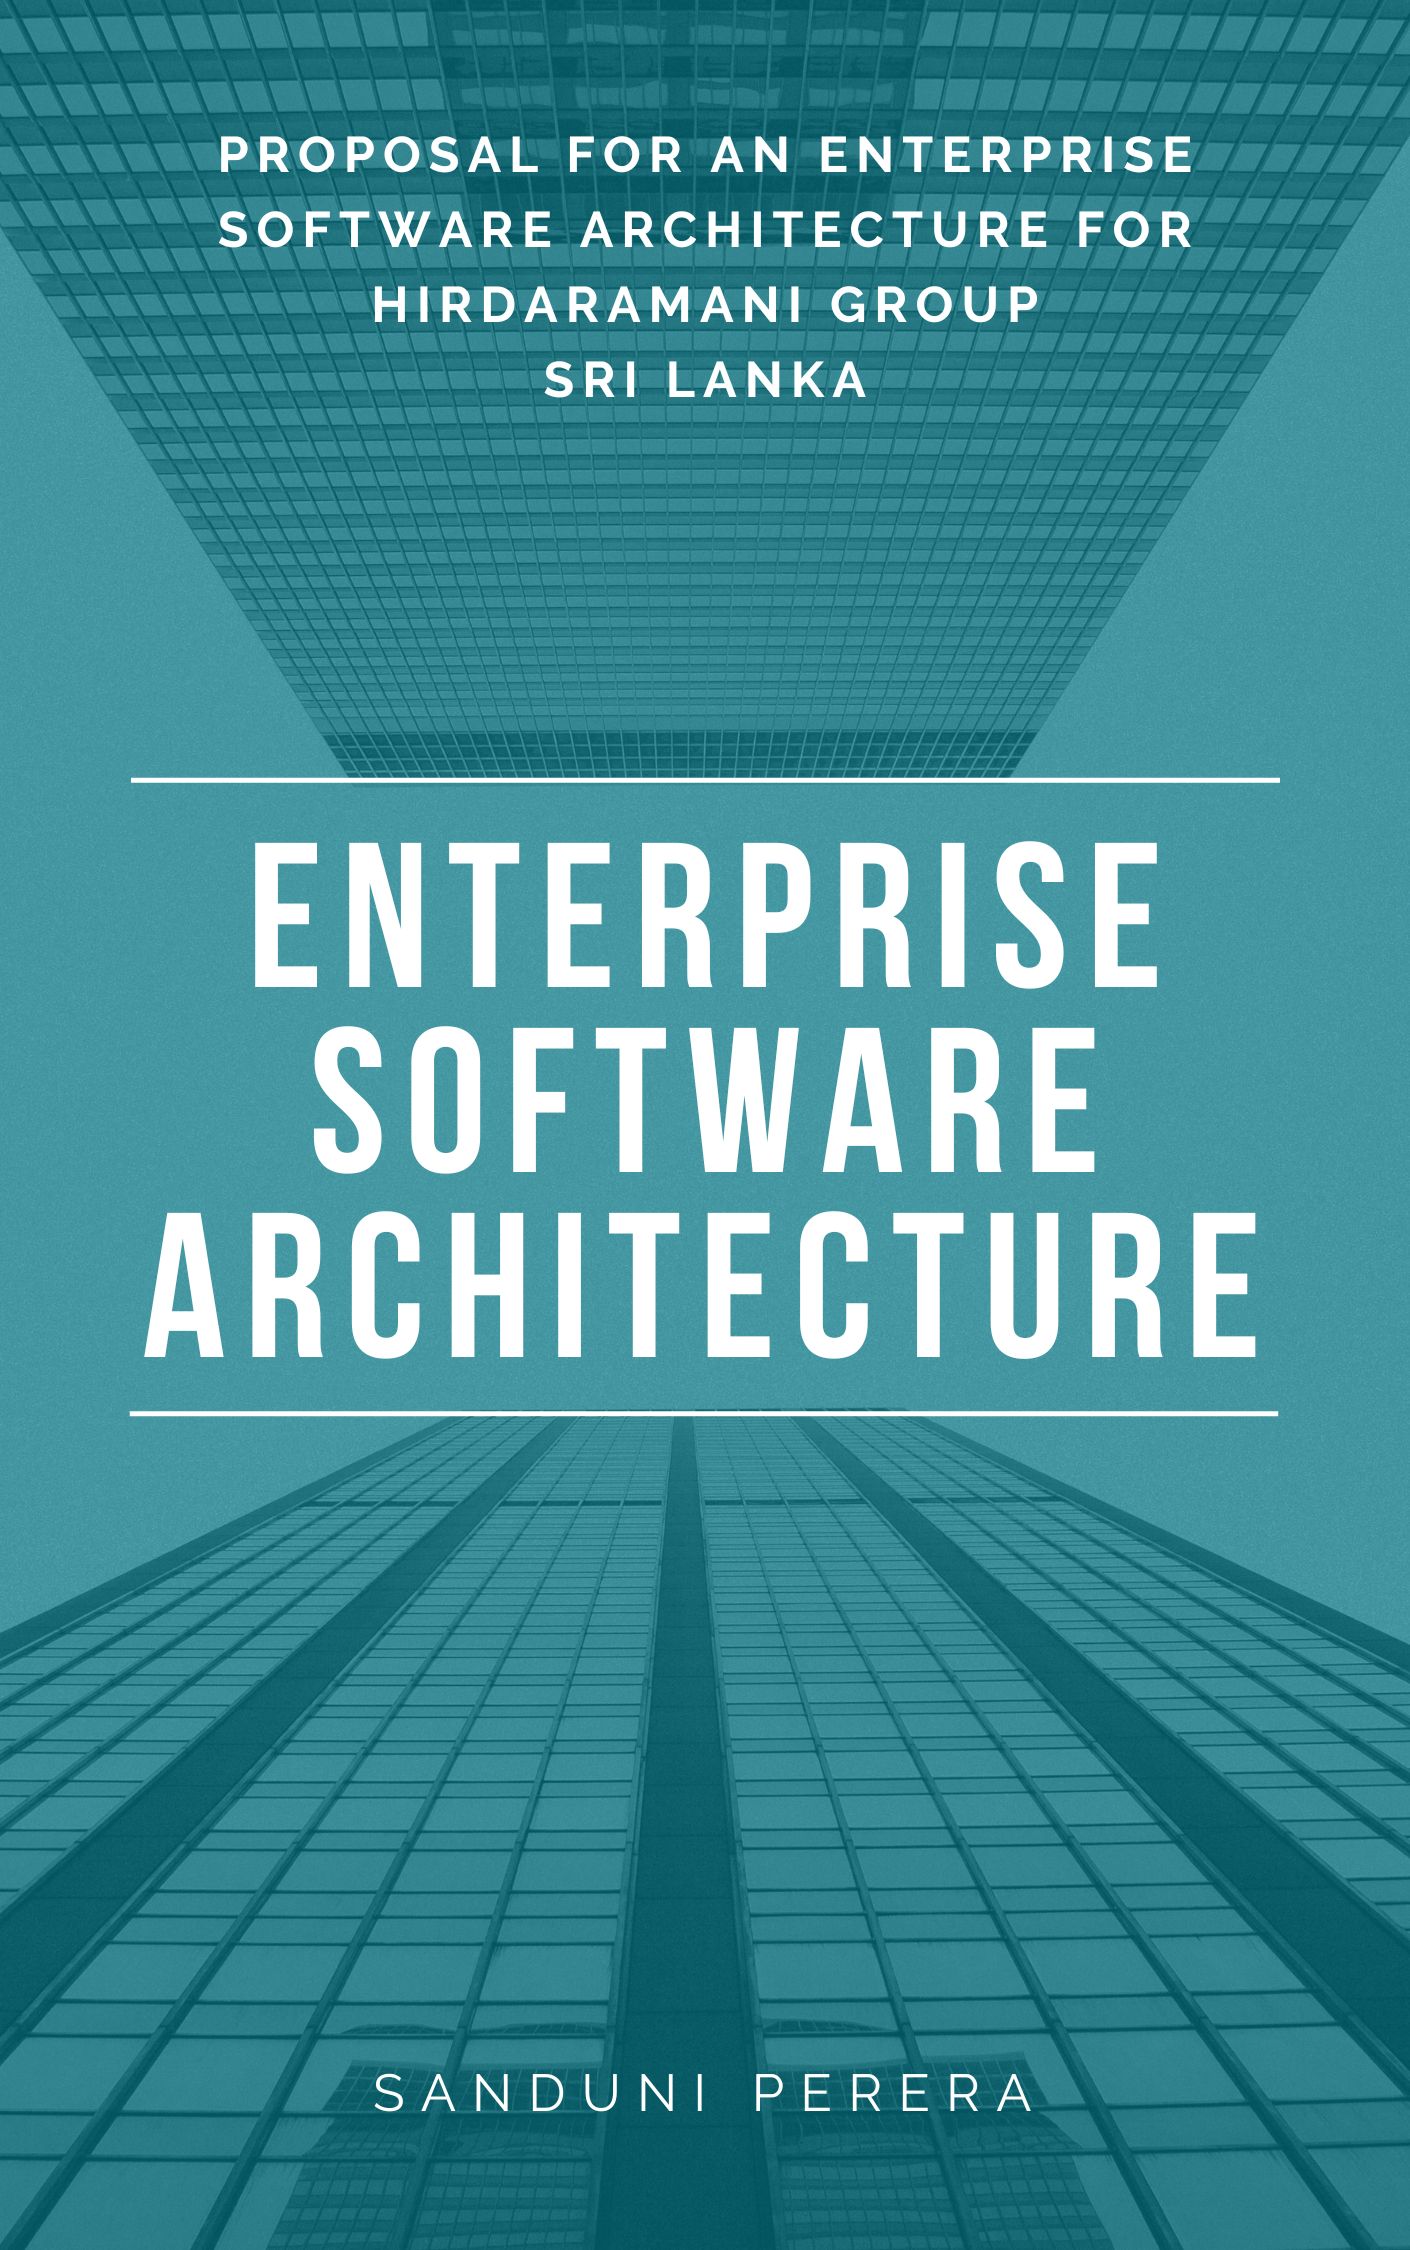 PROPOSAL FOR AN ENTERPRISE
SOFTWARE ARCHITECTURE FOR
HIRDARAMANI GROUP
SRI LANKA
ENTERPRISE
SOFTWARE
ARCHITECTURE
SANDUNI PERERA